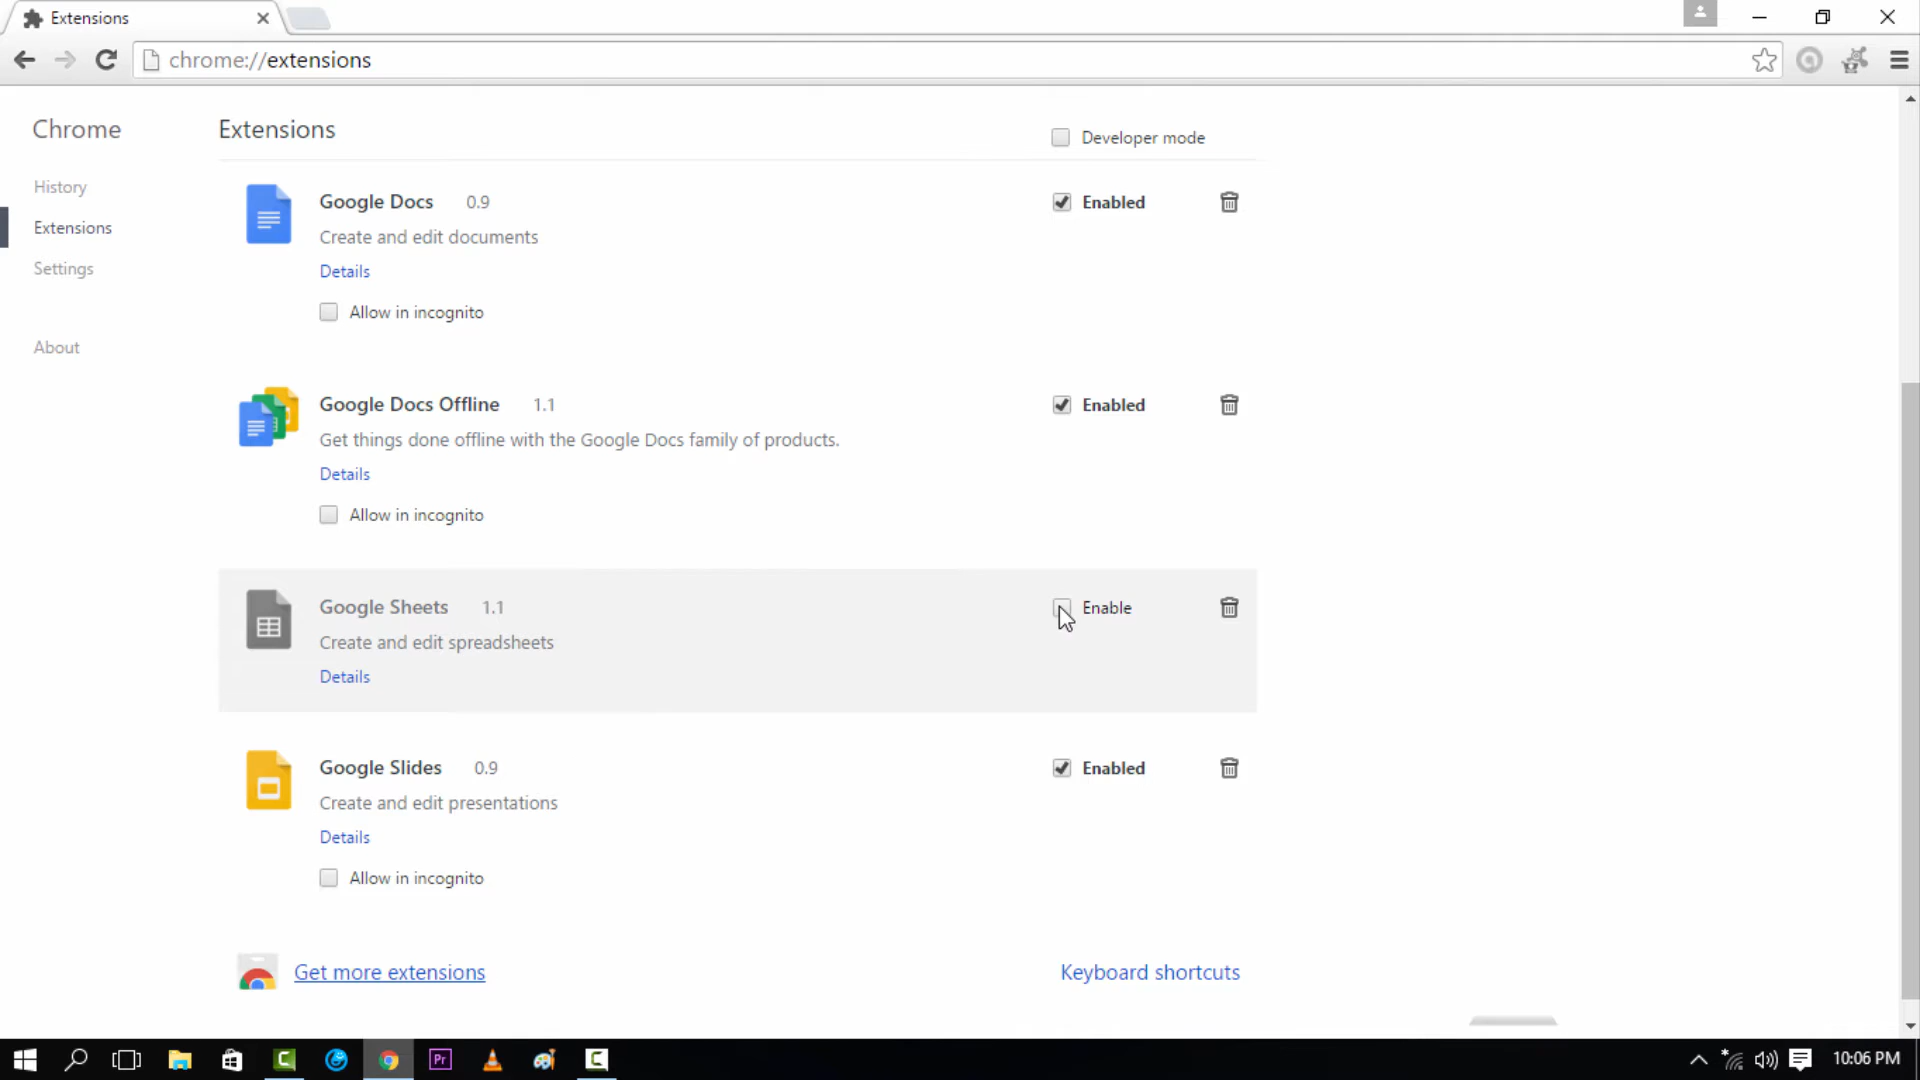 Extensions
chrome://extensions
Chrome
Extensions
Developer mode
History
Extensions
Settings
About
Google Docs 0.9
Enabled
Create and edit documents
Details
Allow in incognito
Google Docs Offline 1.1
Enabled
Get things done offline with the Google Docs family of products.
Details
Allow in incognito
Google Sheets 1.1
Enable
Create and edit spreadsheets
Details
Google Slides 0.9
Enabled
Create and edit presentations
Details
Allow in incognito
Get more extensions
Keyboard shortcuts
Pr
10:06 PM